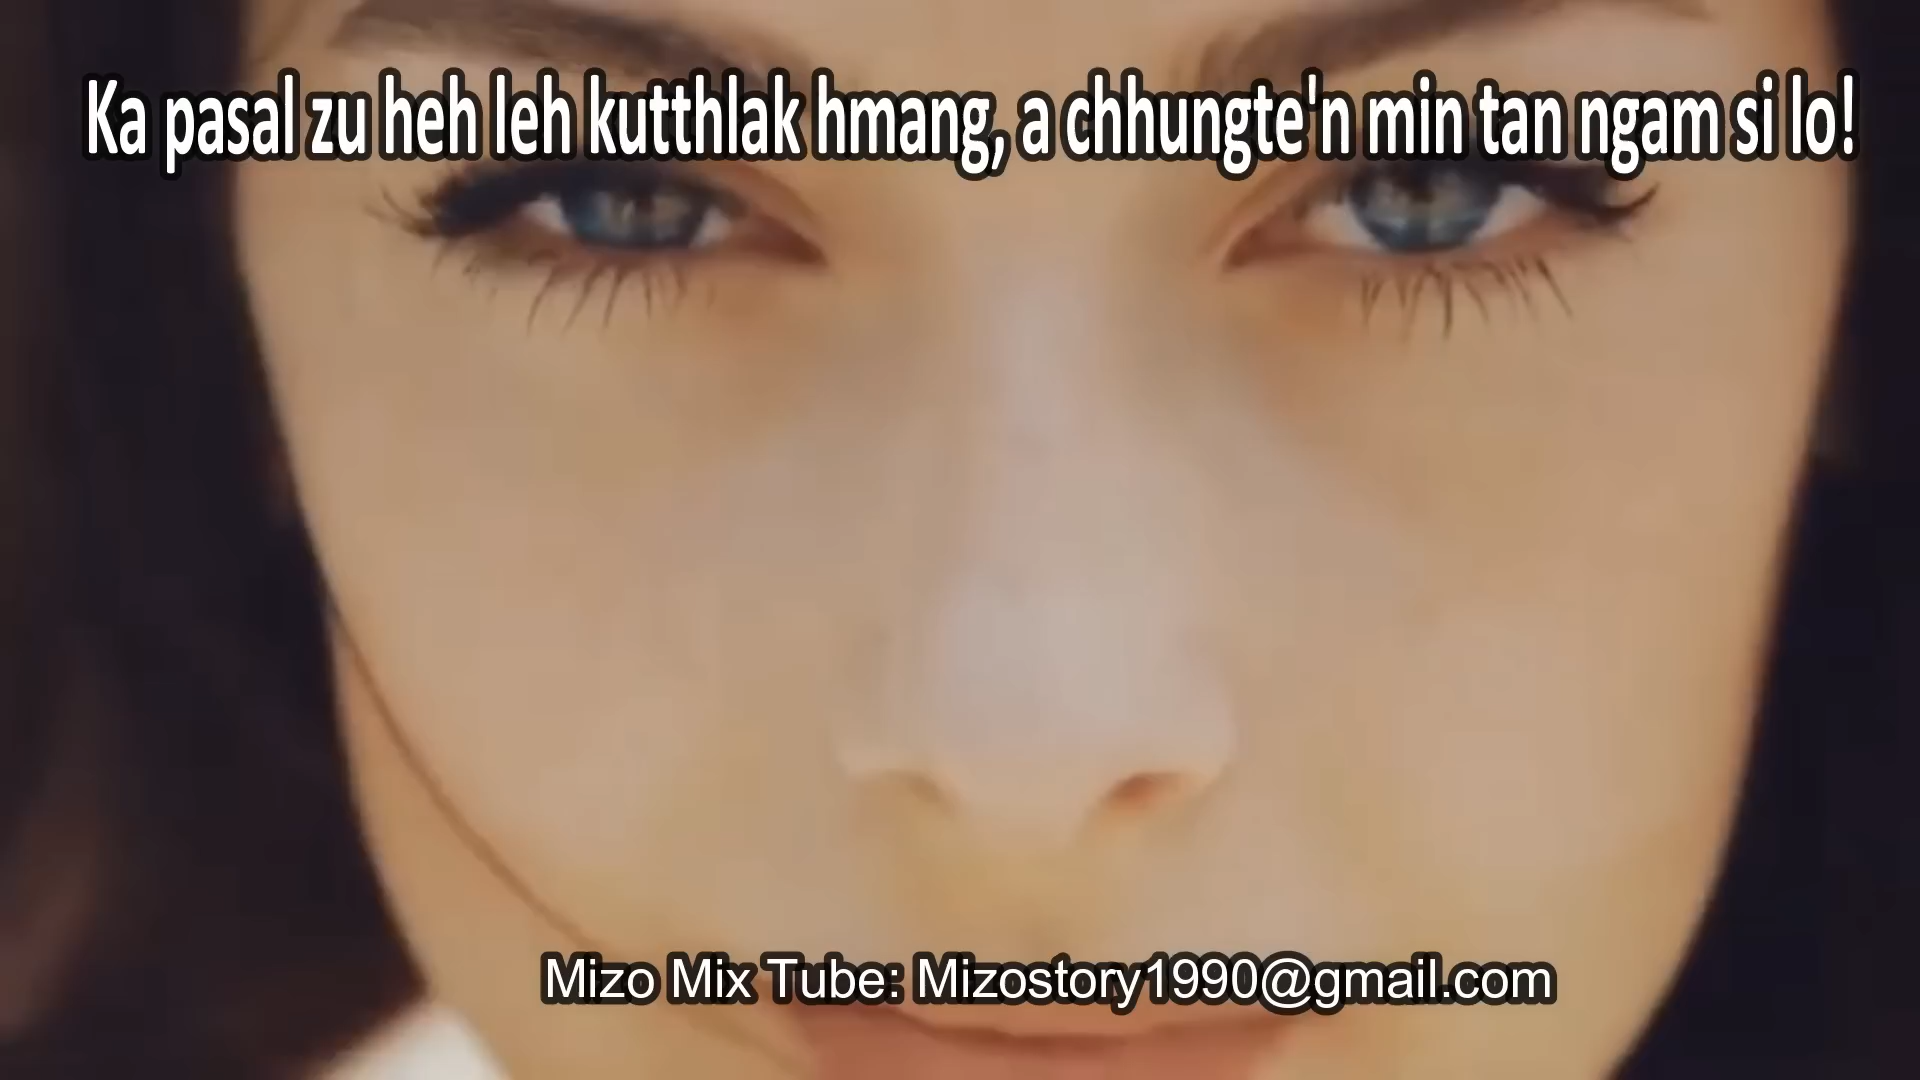 Ka pasal zu heh leh kutthlak hmang, a chhungte'n min tan ngam si lo!
Mizo Mix Tube: Mizostory1990@gmail.com